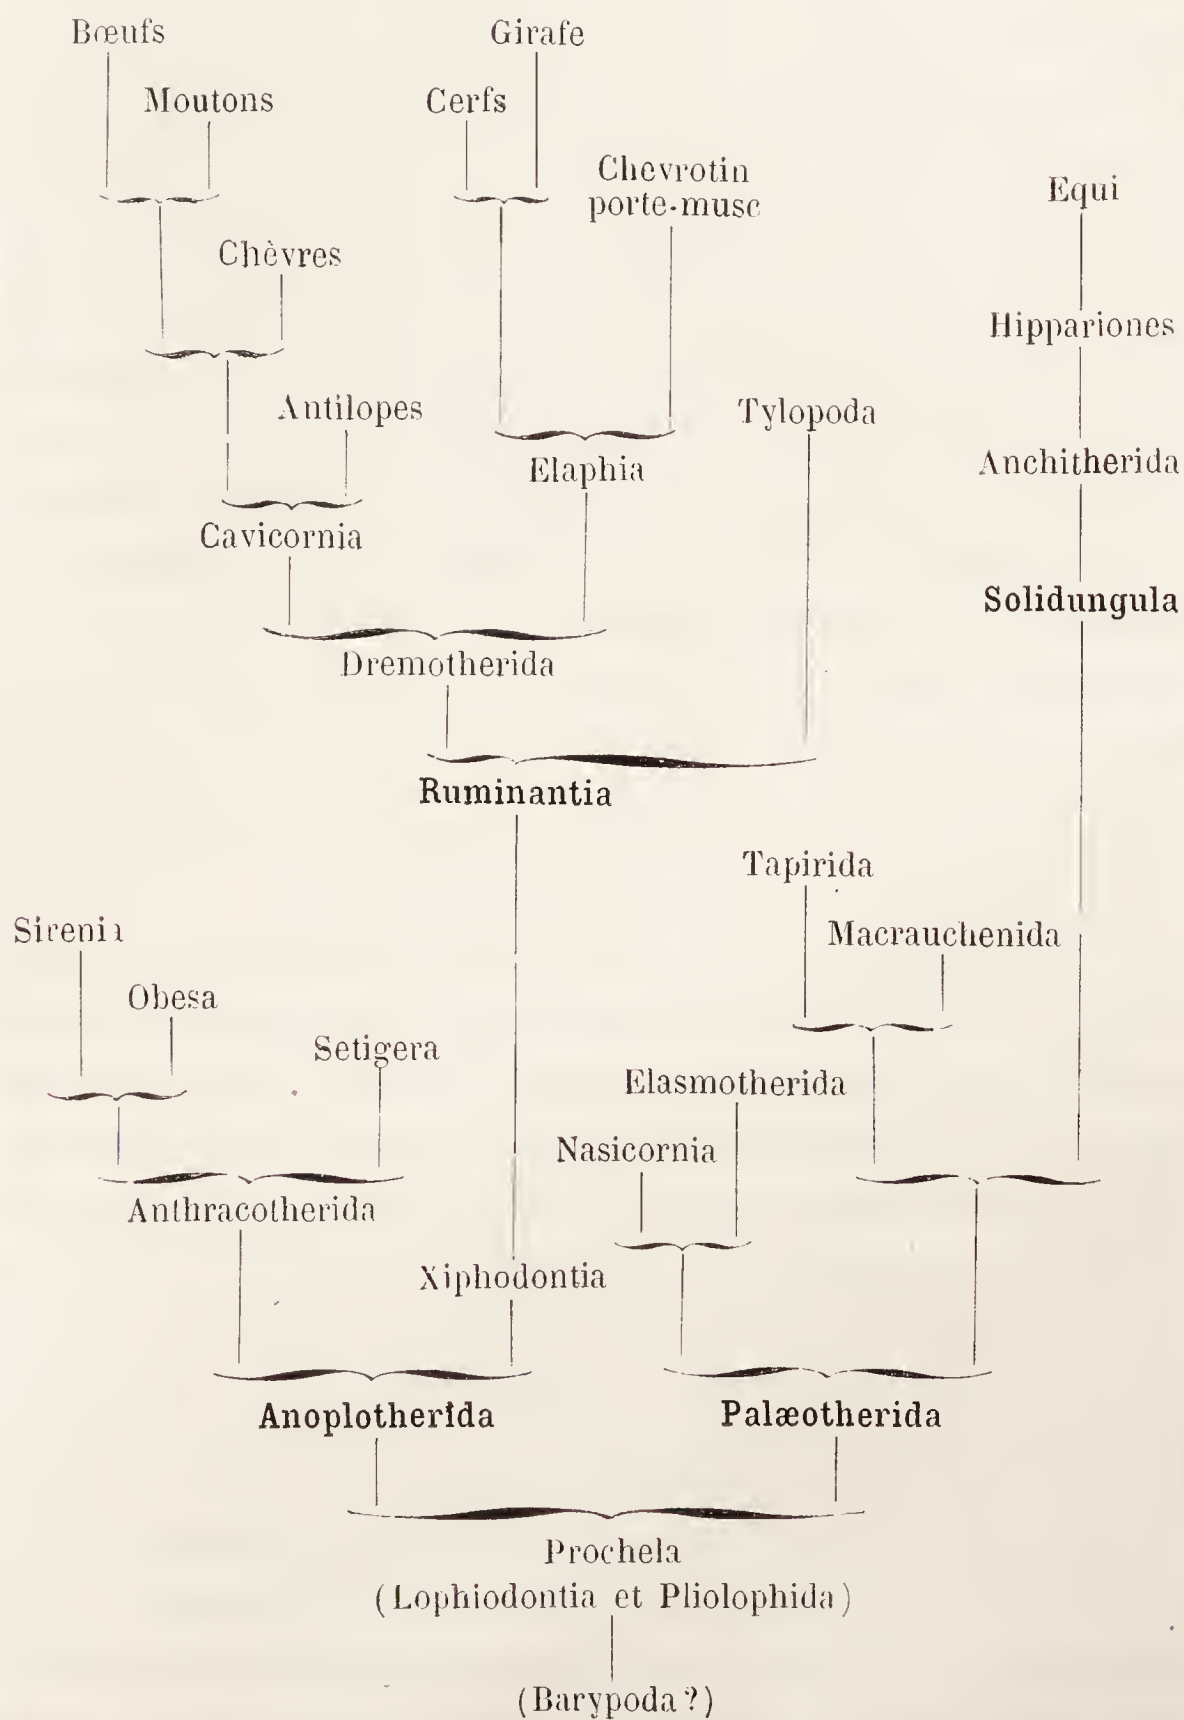 Bœufs
Girafe
Moutons
Cerfs
Chevrotin
porte-musc
Equi
Chèvres
Hippariones
Antilopes
Tylopoda
Elaphia
Anchitherida
Cavicornia
Solidungula
Dremotherida
Ruminantia
Tapirida
Sirenia
Macrauchenida
Obesa
Setigera
Elasmotherida
Nasicornia
Anthracotherida
Xiphodontia
Anoplotherida
Palæotherida
Prochela
(Lophiodontia et Pliolophida)
(Barypoda?)